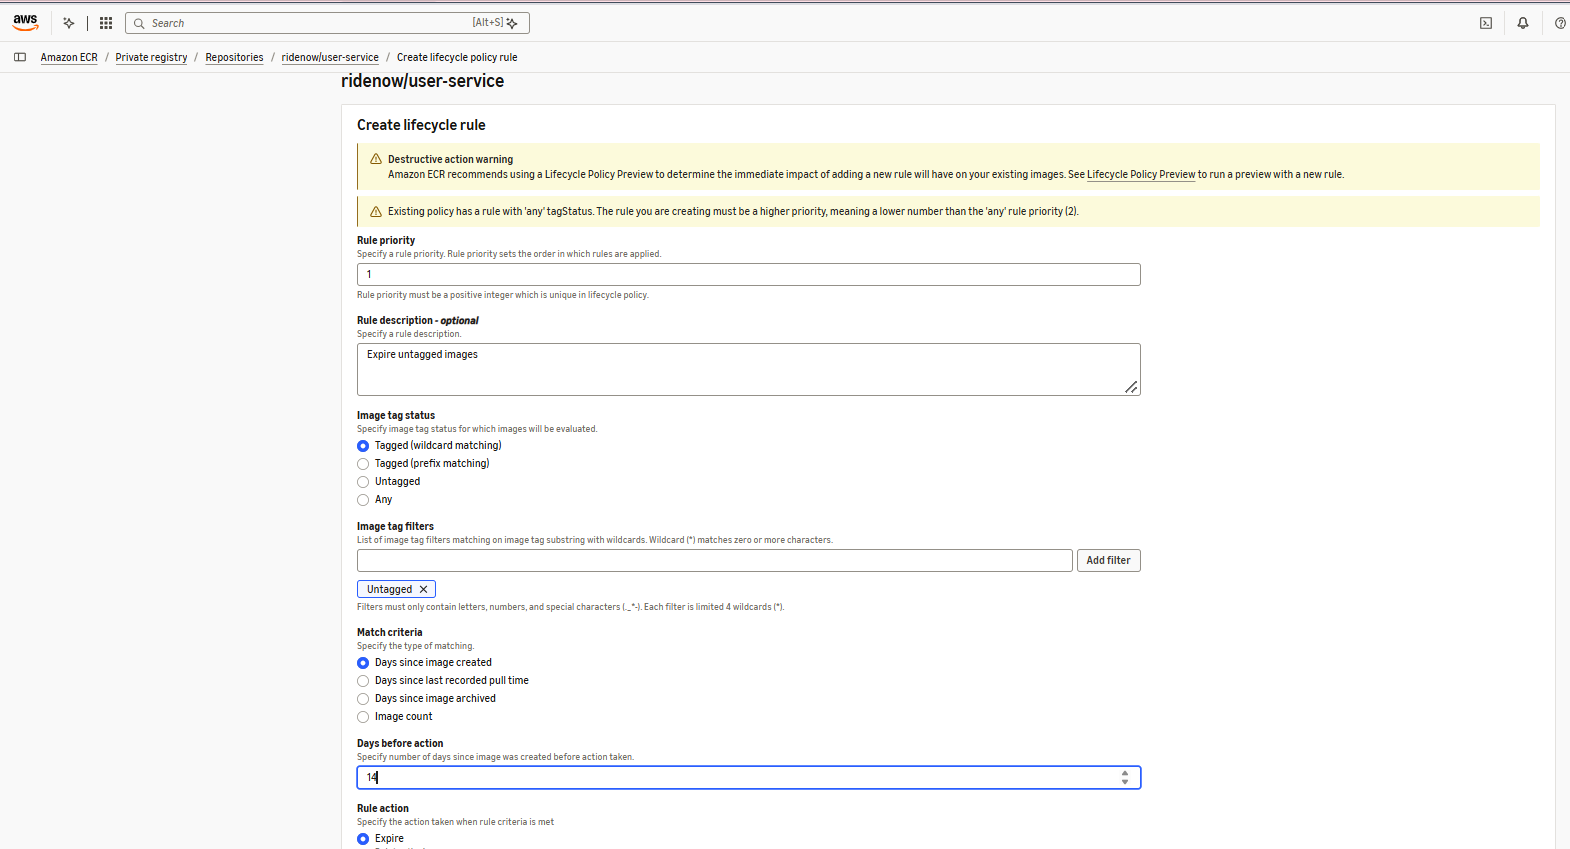 aws
Search [Alt+S]
Amazon ECR / Private registry / Repositories / ridenow/user-service / Create lifecycle policy rule
ridenow/user-service
Create lifecycle rule
Destructive action warning
Amazon ECR recommends using a Lifecycle Policy Preview to determine the immediate impact of adding a new rule will have on your existing images. See Lifecycle Policy Preview to run a preview with a new rule.
Existing policy has a rule with 'any' tagStatus. The rule you are creating must be a higher priority, meaning a lower number than the 'any' rule priority (2).
Rule priority
Specify a rule priority. Rule priority sets the order in which rules are applied.
1
Rule priority must be a positive integer which is unique in lifecycle policy.
Rule description - optional
Specify a rule description.
Expire untagged images
Image tag status
Specify image tag status for which images will be evaluated.
Tagged (wildcard matching)
Tagged (prefix matching)
Untagged
Any
Image tag filters
List of image tag filters matching on image tag substring with wildcards. Wildcard (*) matches zero or more characters.
Add filter
Untagged
Filters must only contain letters, numbers, and special characters (._*-). Each filter is limited 4 wildcards (*).
Match criteria
Specify the type of matching.
Days since image created
Days since last recorded pull time
Days since image archived
Image count
Days before action
Specify number of days since image was created before action taken.
14
Rule action
Specify the action taken when rule criteria is met
Expire